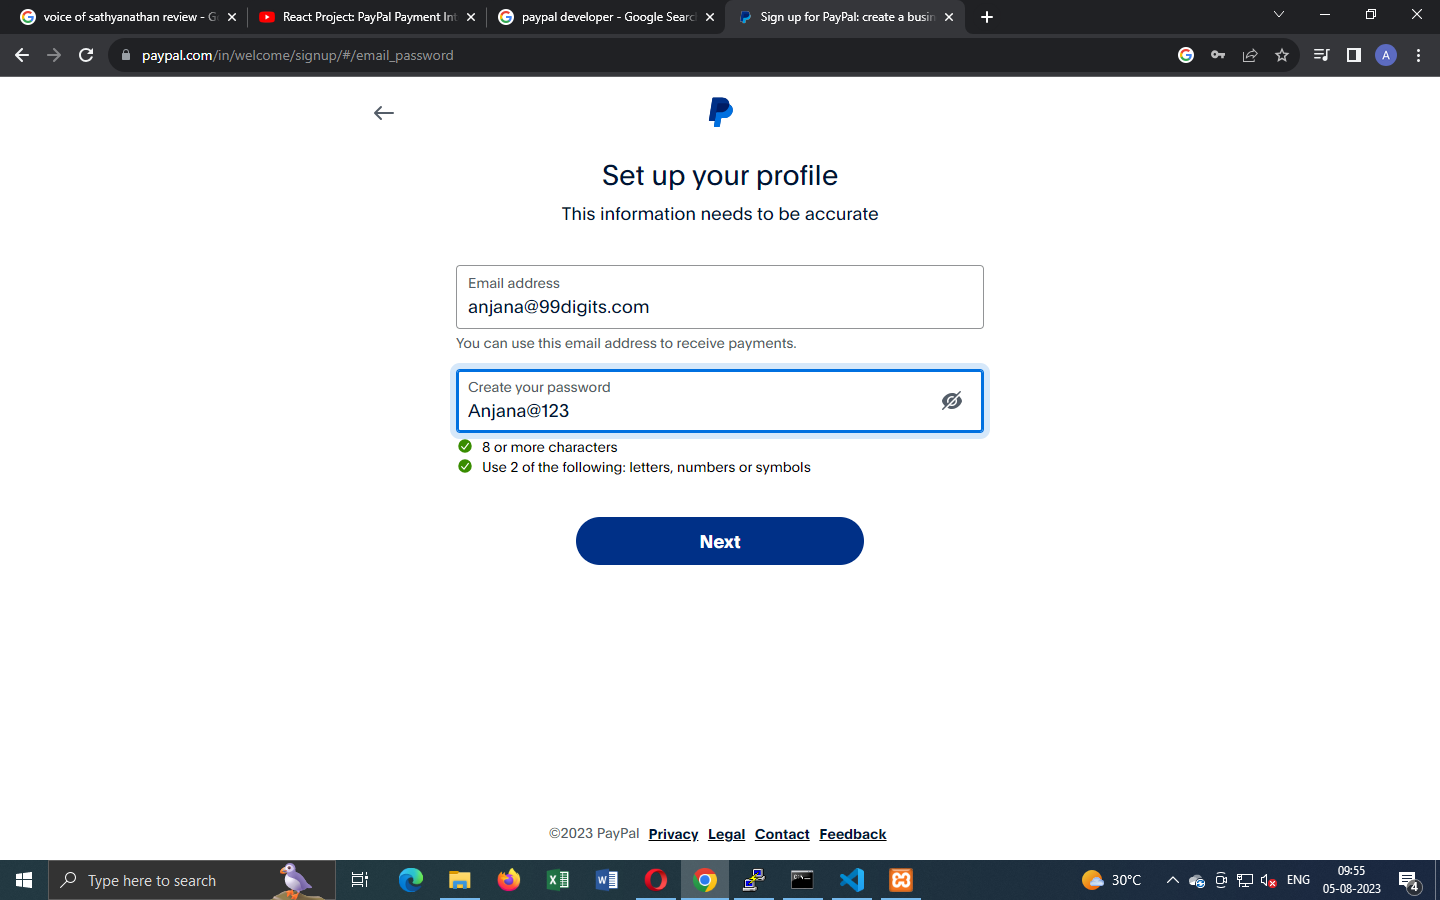 voice of sathyanathan review - G
React Project: PayPal Payment Int
paypal developer - Google Search
Sign up for PayPal: create a busin
paypal.com/in/welcome/signup/#/email_password
A
Set up your profile
This information needs to be accurate
Email address
anjana@99digits.com
You can use this email address to receive payments.
Create your password
Anjana@123
8 or more characters
Use 2 of the following: letters, numbers or symbols
Next
©2023 PayPal Privacy Legal Contact Feedback
Type here to search
30°C
ENG
09:55
05-08-2023
4